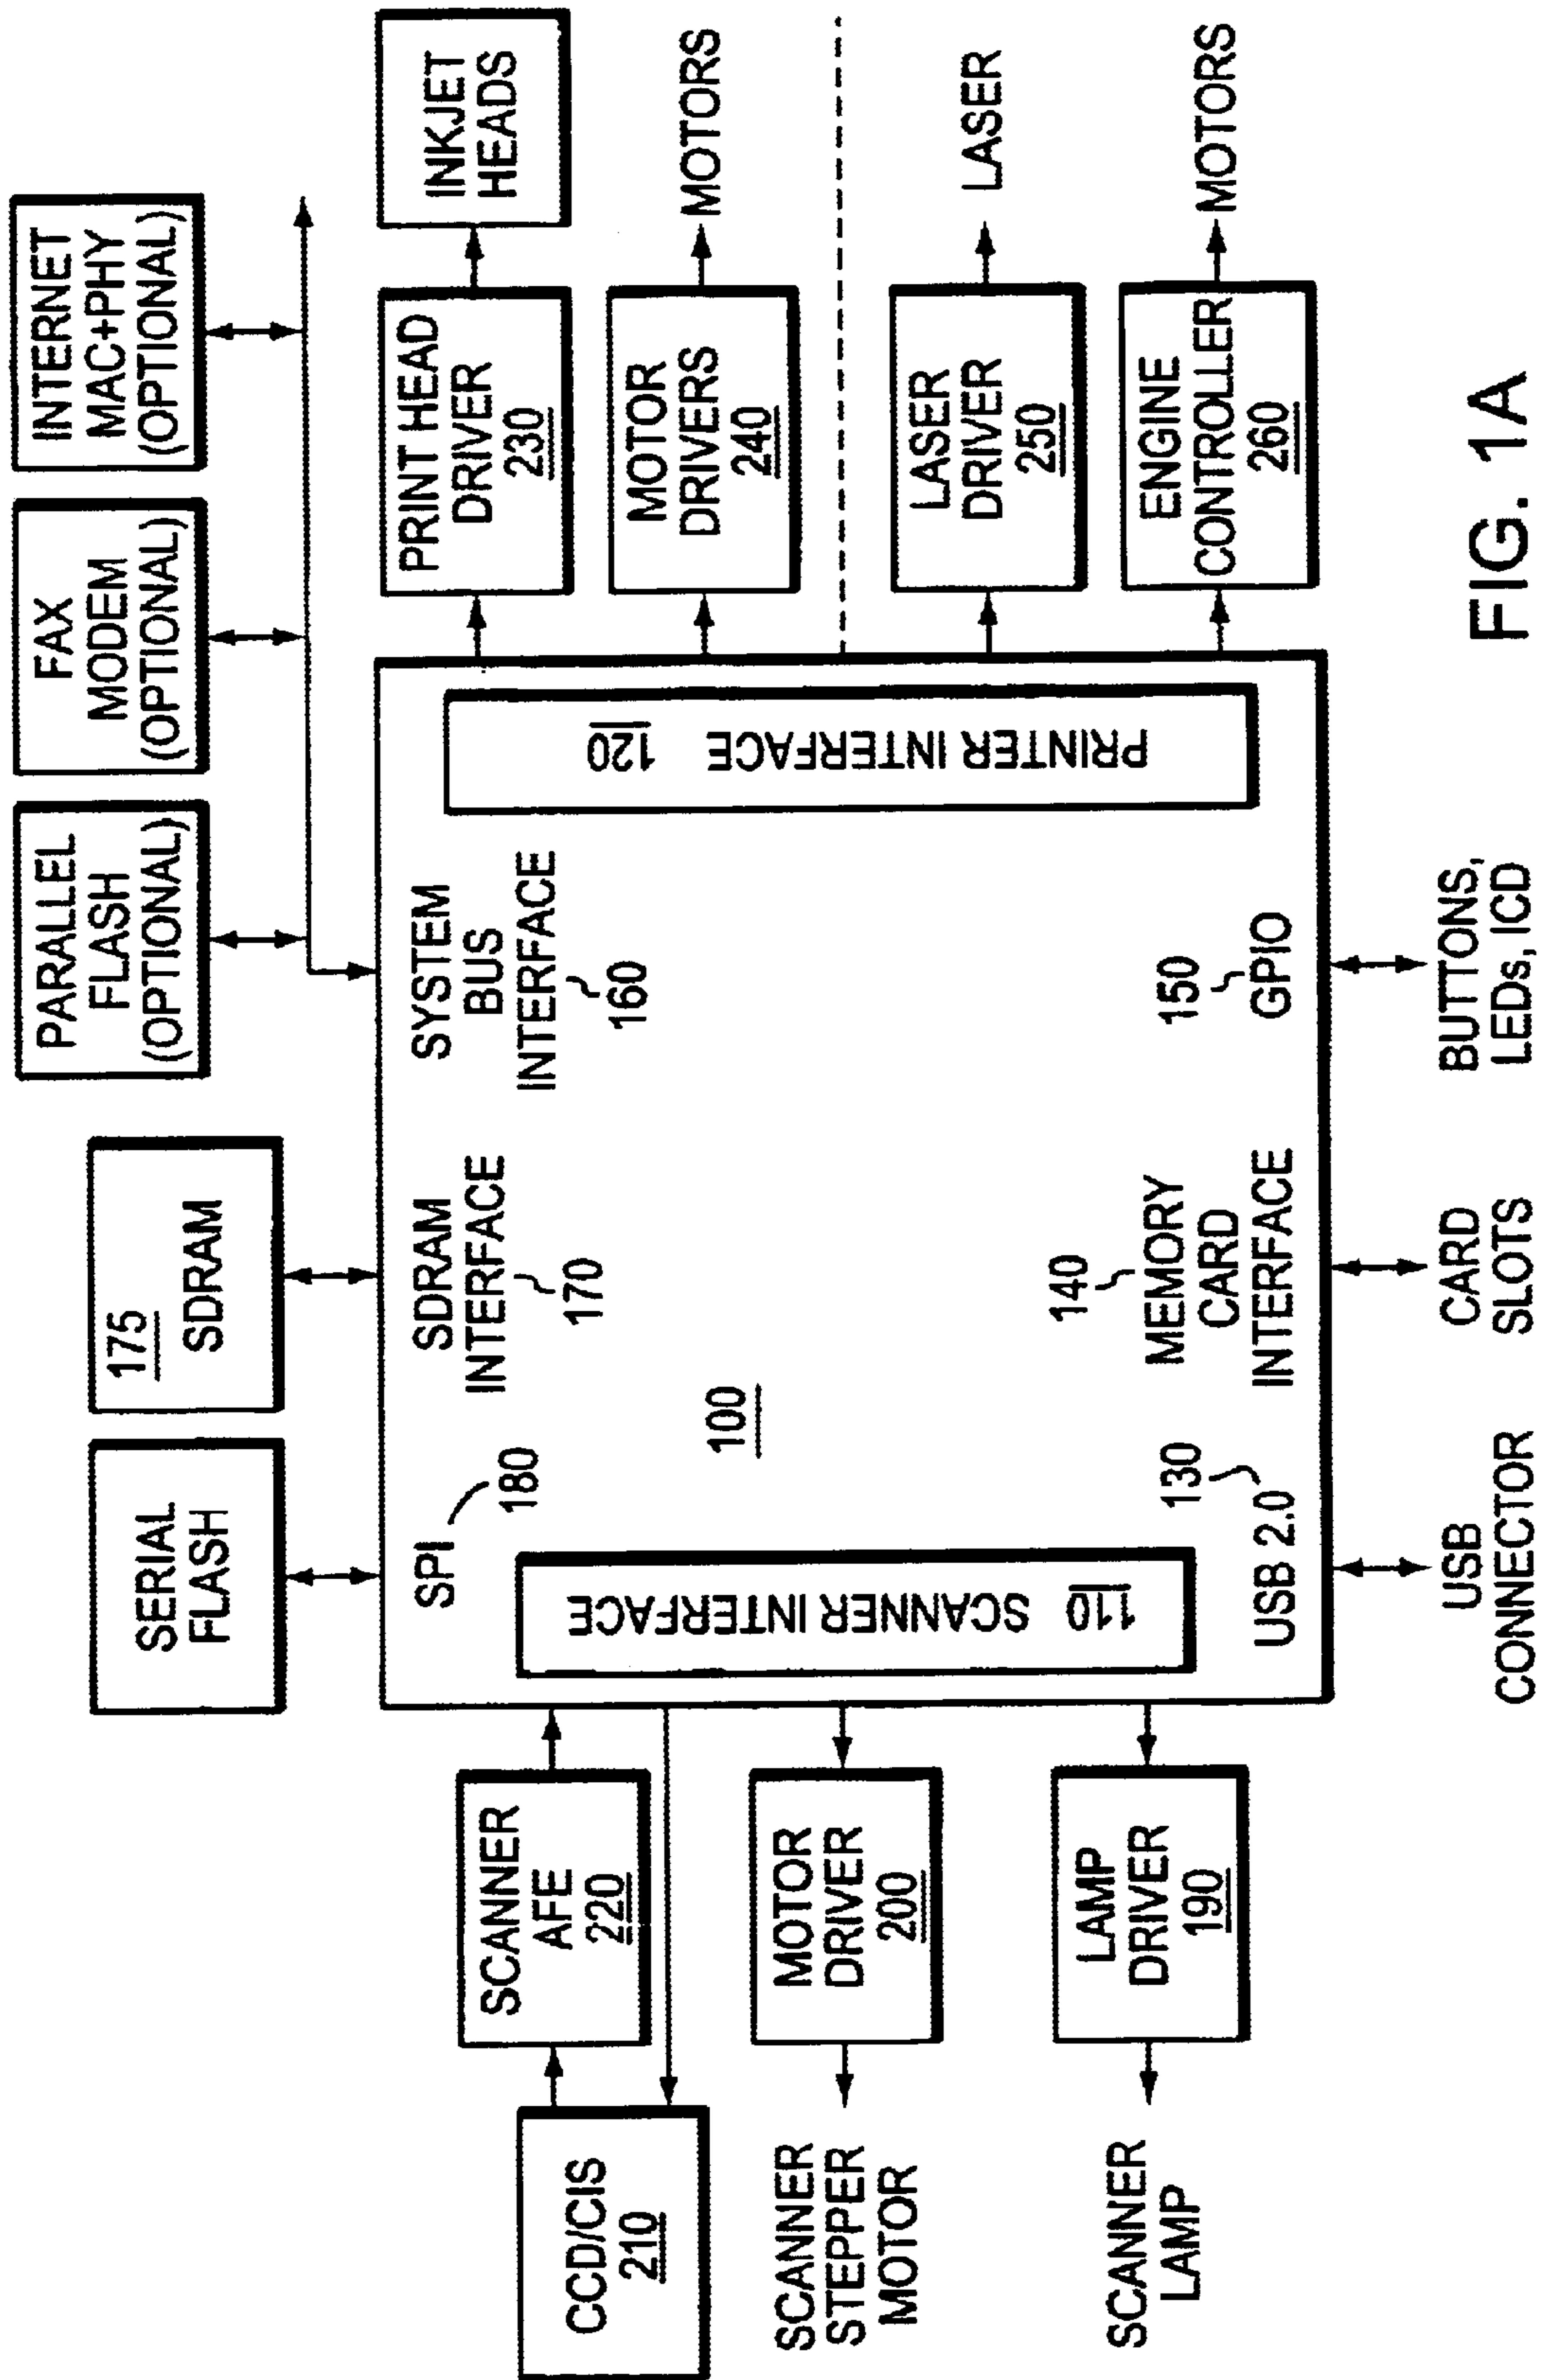 SERIAL
FLASH
175
SDRAM
PARALLEL
FLASH
(OPTIONAL)
FAX
MODEM
(OPTIONAL)
INTERNET
MAC+PHY
(OPTIONAL)
CCD/CIS
210
SCANNER
AFE
220
SCANNER
STEPPER
MOTOR
MOTOR
DRIVER
200
SCANNER
LAMP
LAMP
DRIVER
190
SPI
180
SDRAM
INTERFACE
170
SYSTEM
BUS
INTERFACE
160
SCANNER INTERFACE 110
100
PRINTER INTERFACE 120
130
USB 2.0
140
MEMORY
CARD
INTERFACE
150
GPIO
PRINT HEAD
DRIVER
230
INKJET
HEADS
MOTOR
DRIVERS
240
MOTORS
LASER
DRIVER
250
LASER
ENGINE
CONTROLLER
260
MOTORS
USB
CONNECTOR
CARD
SLOTS
BUTTONS,
LEDs, ICD
FIG. 1A